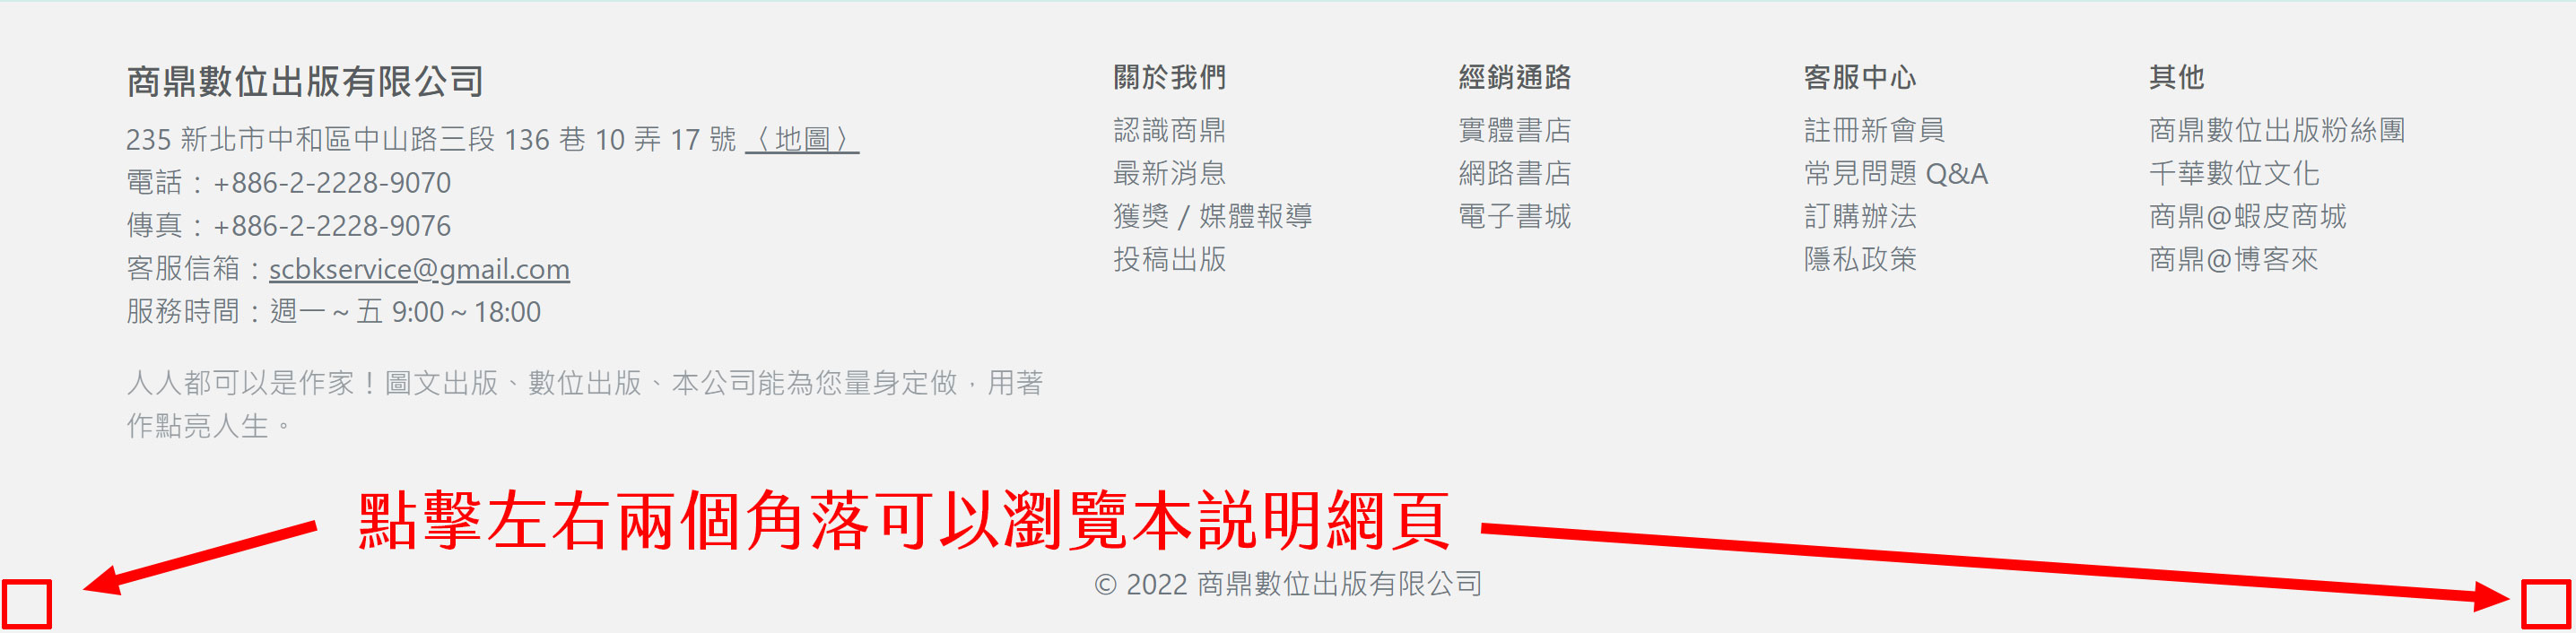 商鼎數位出版有限公司
235 新北市中和區中山路三段 136 巷 10 弄 17 號 〈地圖〉
電話：+886-2-2228-9070
傳真：+886-2-2228-9076
客服信箱：scbkservice@gmail.com
服務時間：週一～五 9:00～18:00
人人都可以是作家！圖文出版、數位出版、本公司能為您量身定做，用著
作點亮人生。
關於我們
認識商鼎
最新消息
獲獎 / 媒體報導
投稿出版
經銷通路
實體書店
網路書店
電子書城
客服中心
註冊新會員
常見問題 Q&A
訂購辦法
隱私政策
其他
商鼎數位出版粉絲團
千華數位文化
商鼎@蝦皮商城
商鼎@博客來
點擊左右兩個角落可以瀏覽本説明網頁
© 2022 商鼎數位出版有限公司